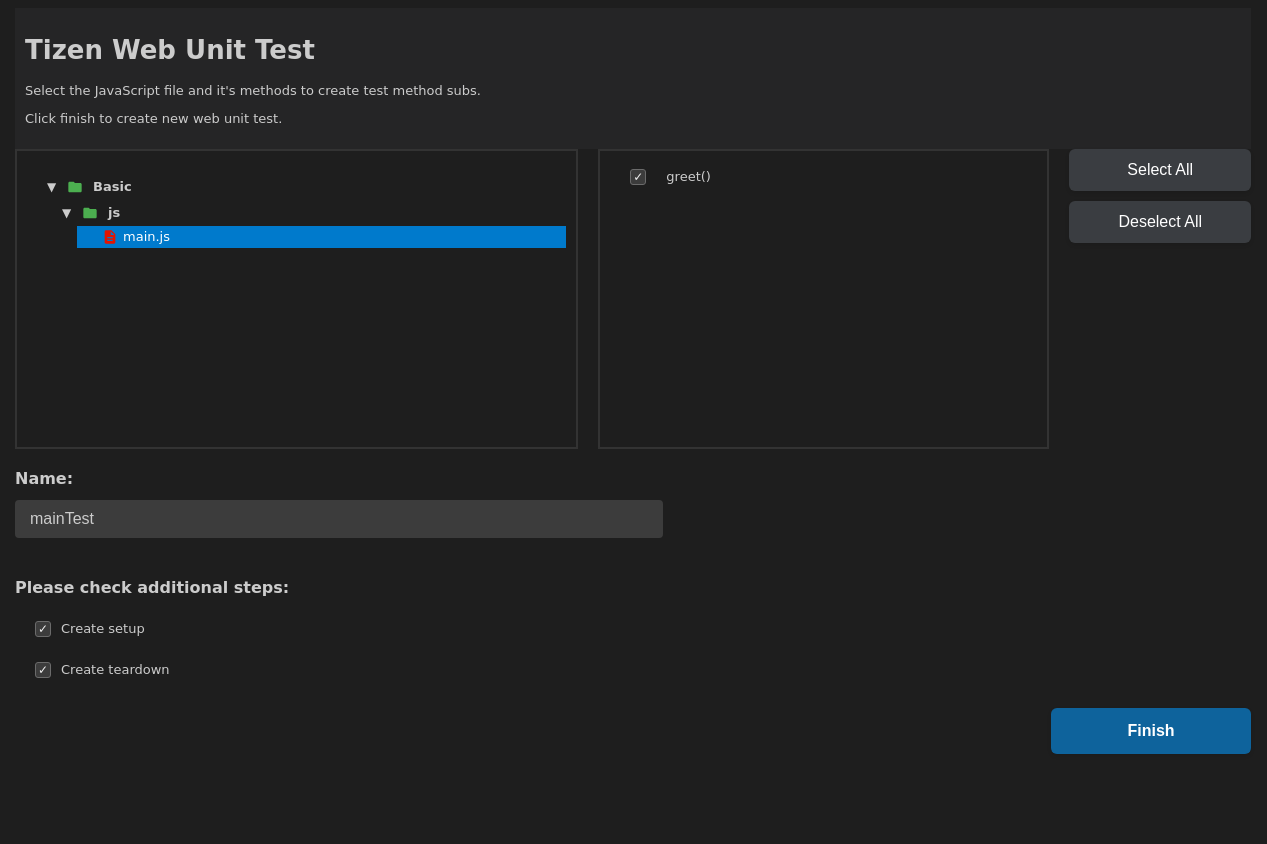 Tizen Web Unit Test
Select the JavaScript file and it's methods to create test method subs.
Click finish to create new web unit test.
Basic
js
main.js
greet()
Select All
Deselect All
Name:
mainTest
Please check additional steps:
Create setup
Create teardown
Finish